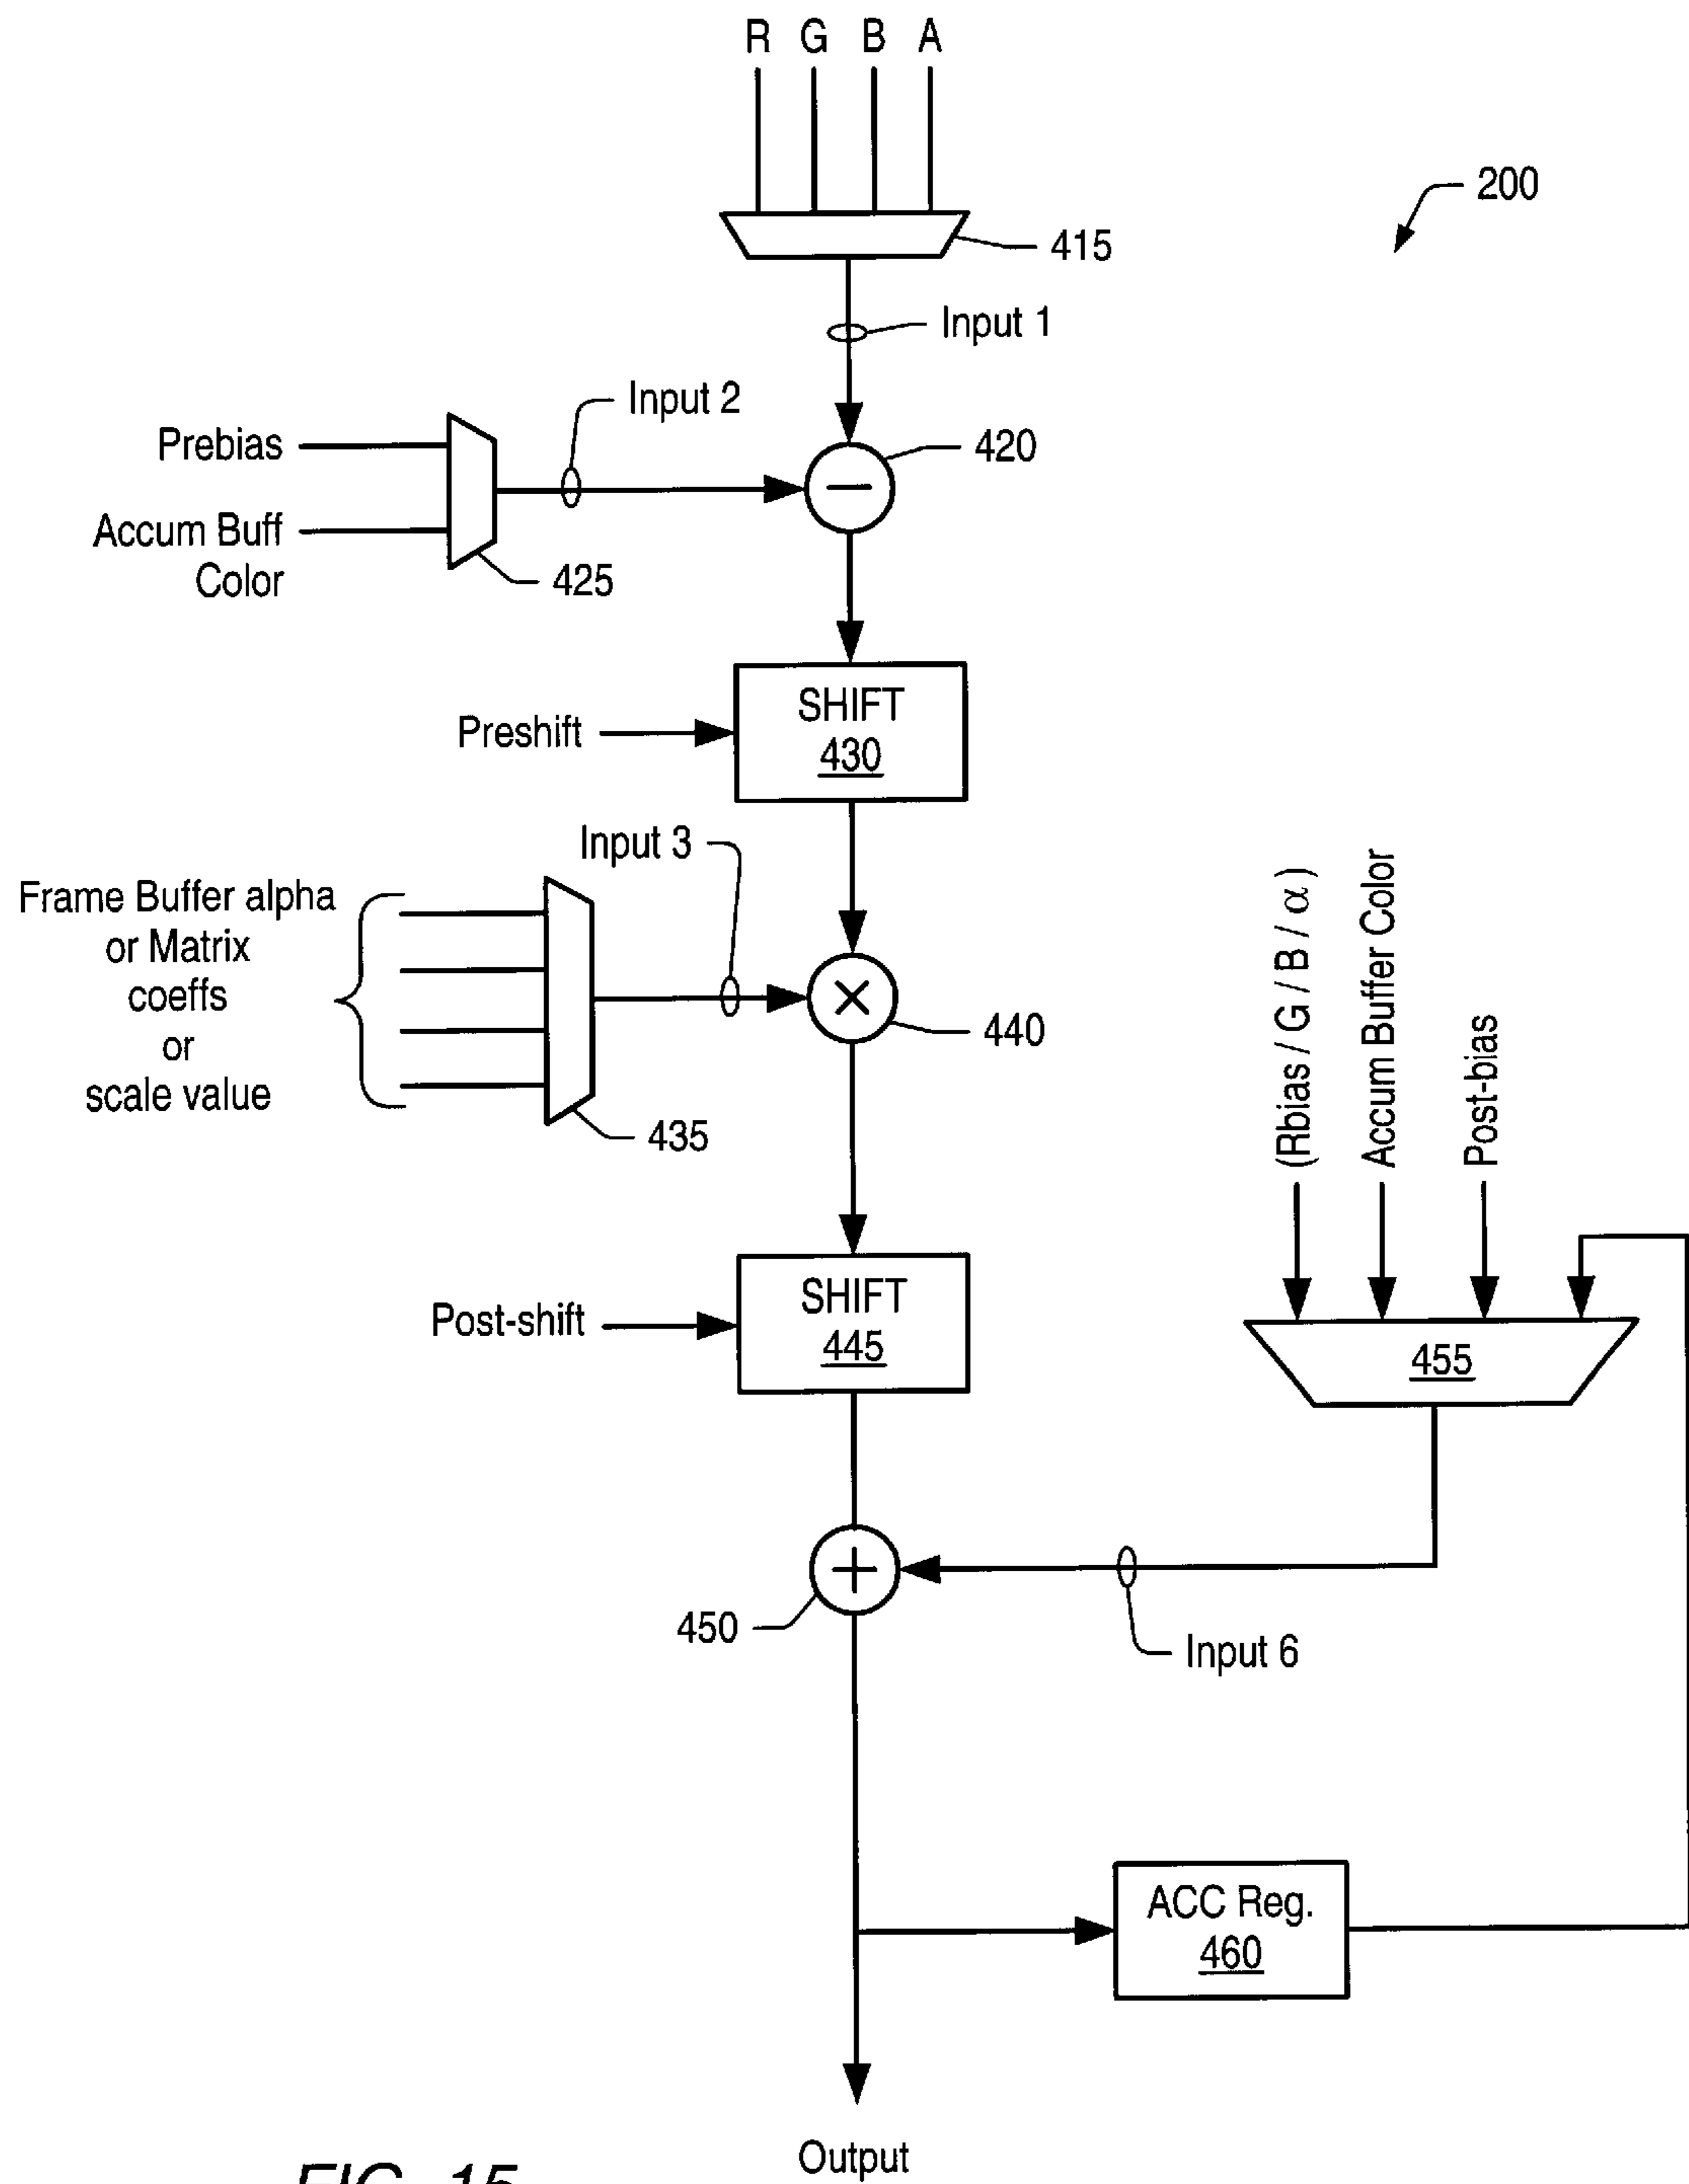 R G B A
200
415
Input 1
Input 2
Prebias
420
Accum Buff
Color
425
SHIFT
430
Preshift
Input 3
Frame Buffer alpha
or Matrix
coeffs
or
scale value
435
440
(Rbias / G / B / α)
Accum Buffer Color
Post-bias
SHIFT
445
Post-shift
455
450
Input 6
ACC Reg.
460
Output
FIG. 15